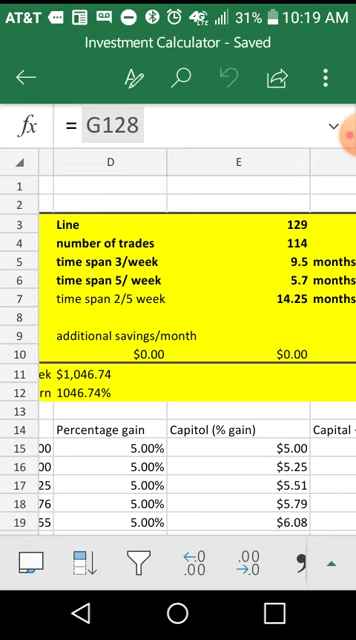 AT&T 4G LTE 31% 10:19 AM
Investment Calculator - Saved
fx = G128
D E
1
2
3 Line 129
4 number of trades 114
5 time span 3/week 9.5 months
6 time span 5/ week 5.7 months
7 time span 2/5 week 14.25 months
8
9 additional savings/month
10 $0.00 $0.00
11 ek $1,046.74
12 rn 1046.74%
13
14 Percentage gain Capitol (% gain) Capital
15 00 5.00% $5.00
16 00 5.00% $5.25
17 25 5.00% $5.51
18 76 5.00% $5.79
19 55 5.00% $6.08
←.0 .00
.00 →.0